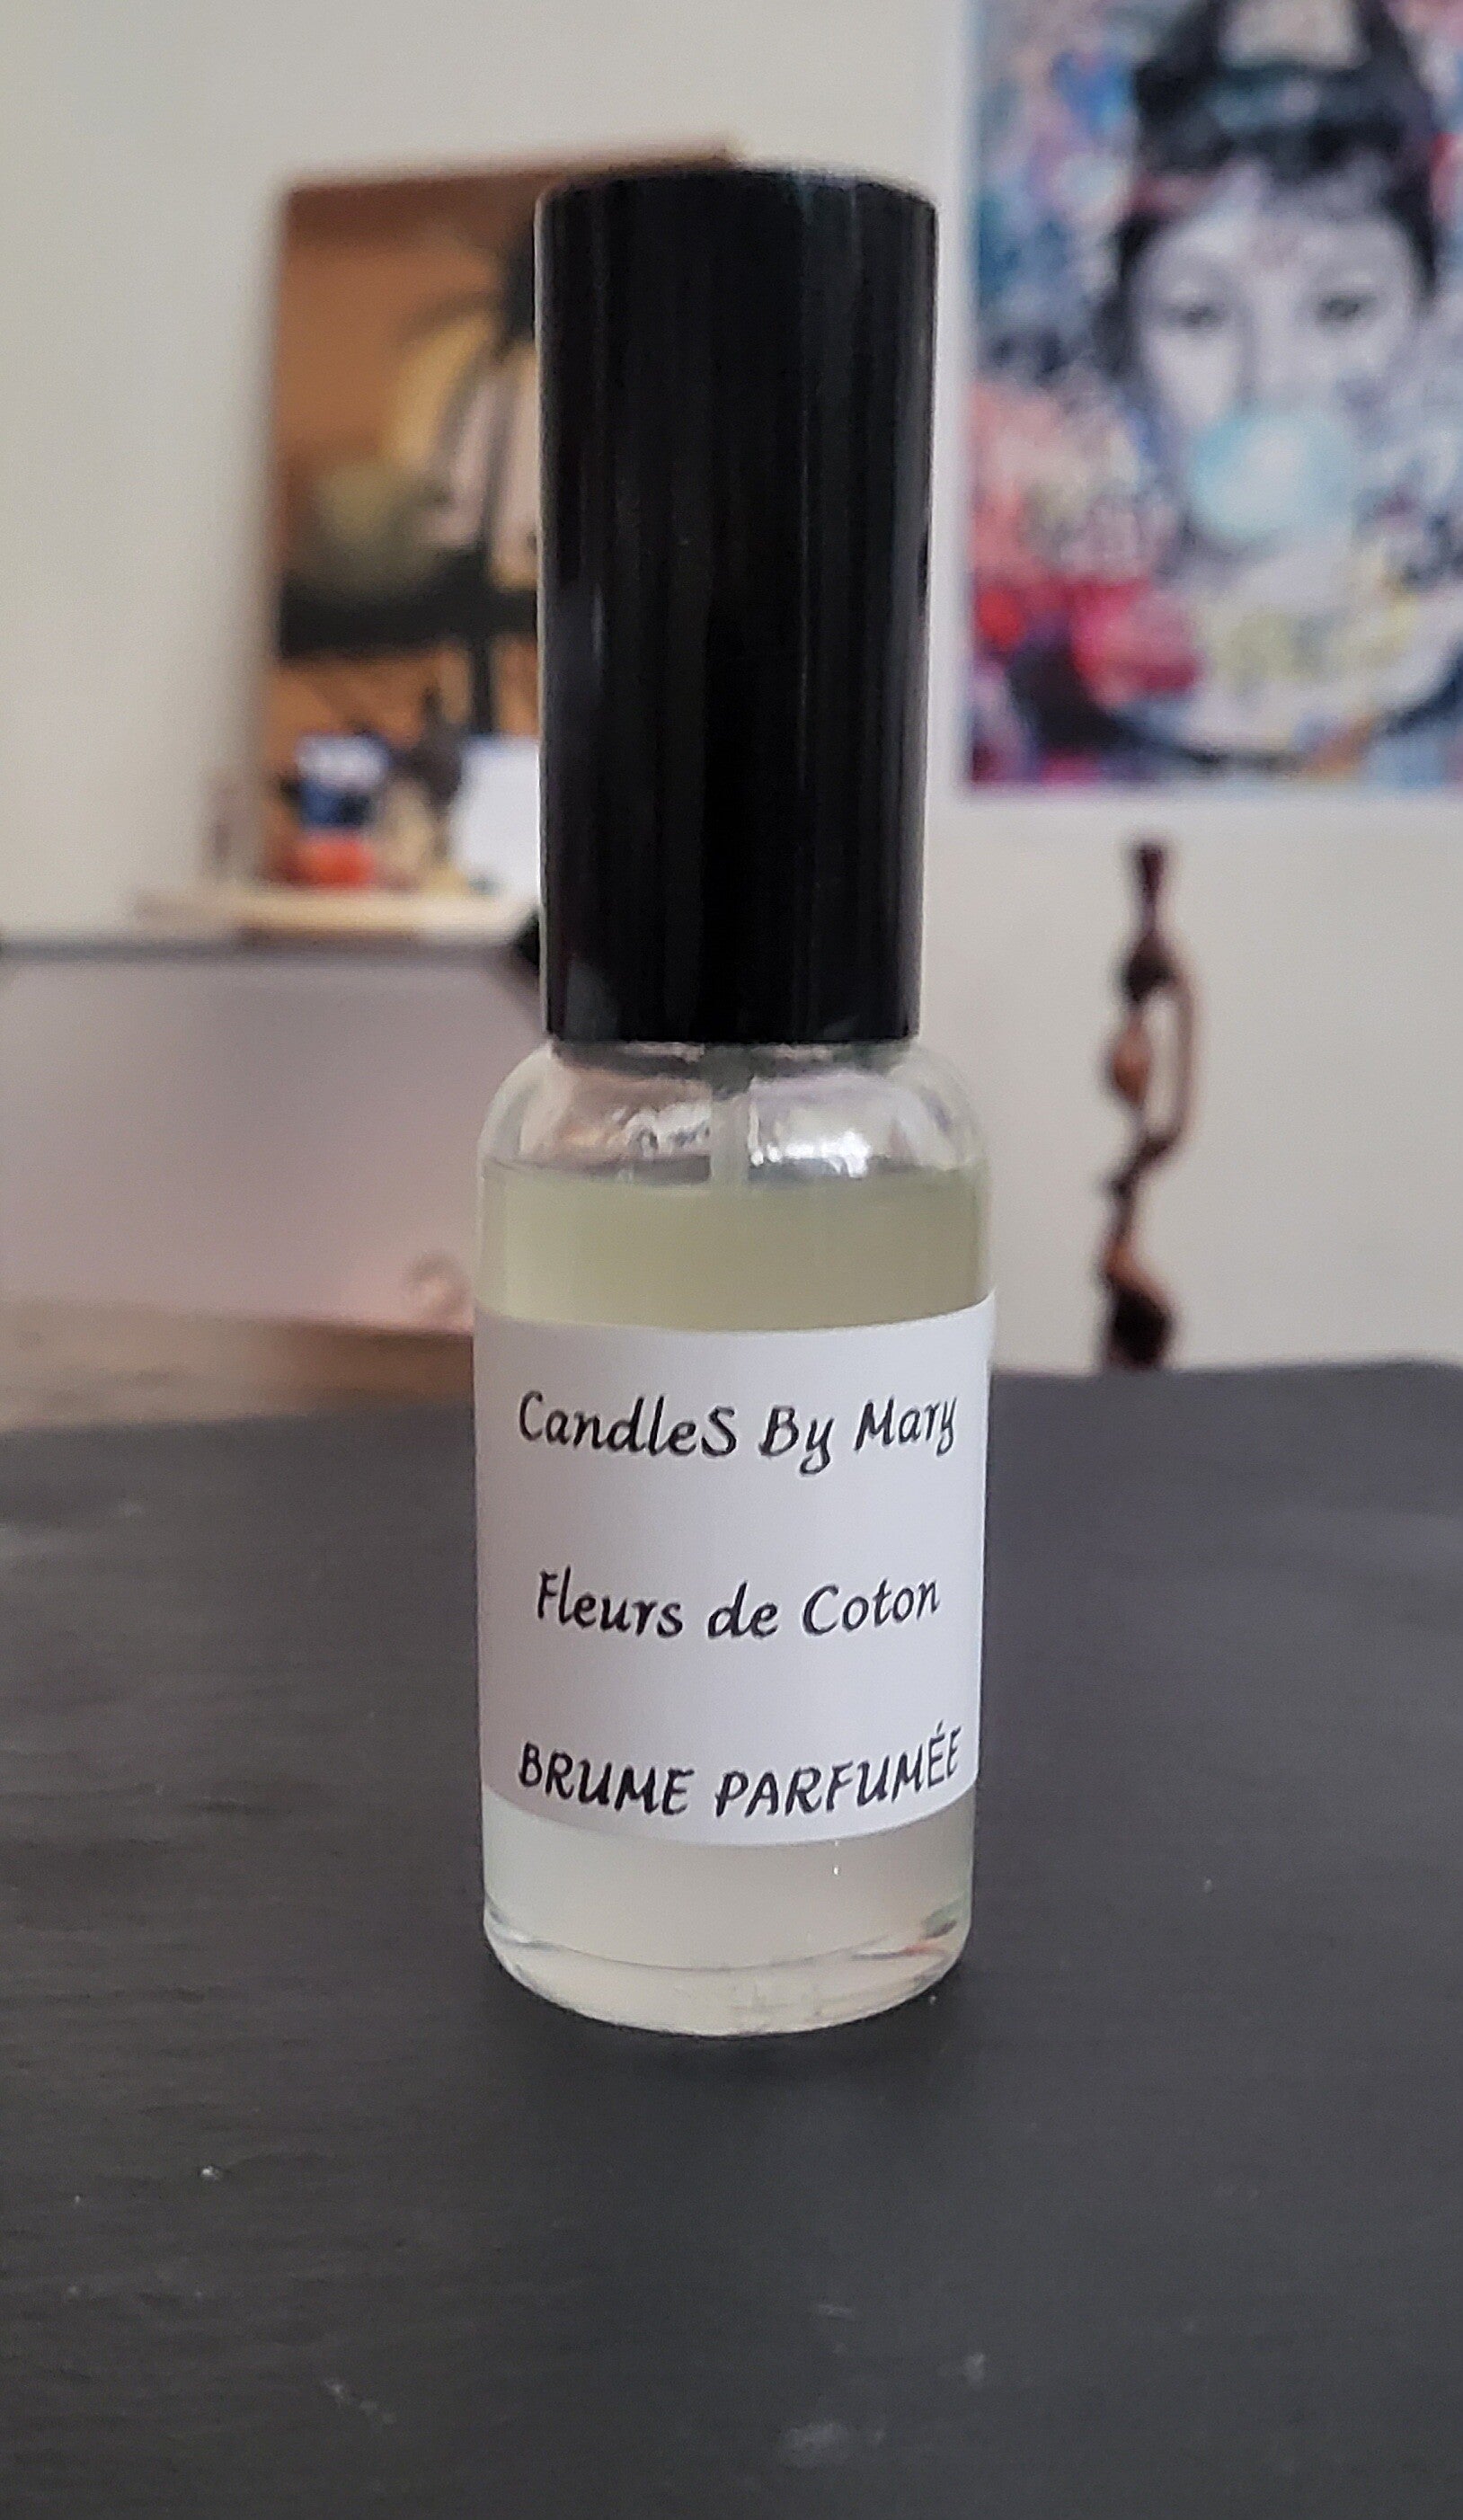 CandleS By Mary
Fleurs de Coton
BRUME PARFUMÉE